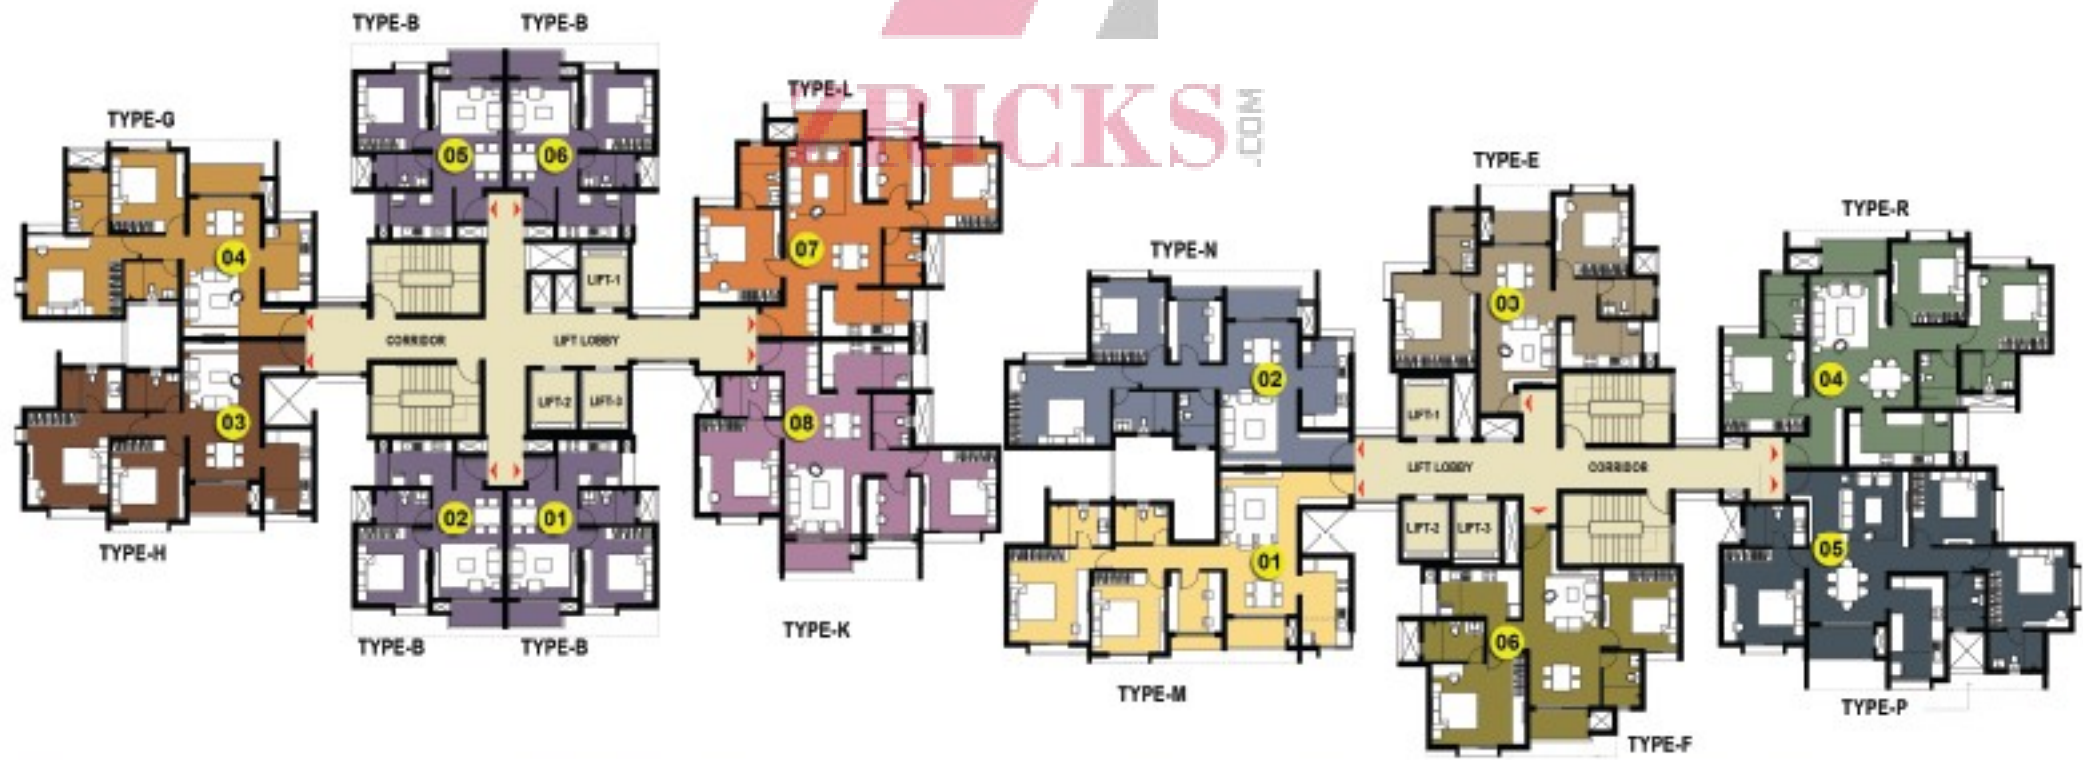 TYPE-B
TYPE-B
TYPE-L
ZRICKS
.COM
TYPE-G
05
06
TYPE-E
TYPE-R
TYPE-N
04
07
LIFT-1
03
CORRIDOR
LIFT LOBBY
02
04
LIFT-2
LIFT-3
LIFT-1
03
08
LIFT LOBBY
CORRIDOR
02
01
LIFT-2
LIFT-3
TYPE-H
01
05
TYPE-B
TYPE-B
TYPE-K
06
TYPE-M
TYPE-P
TYPE-F